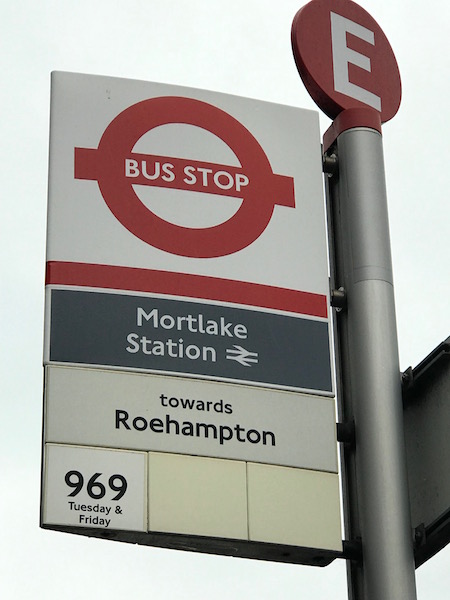 E
BUS STOP
Mortlake
Station
towards
Roehampton
969
Tuesday &
Friday